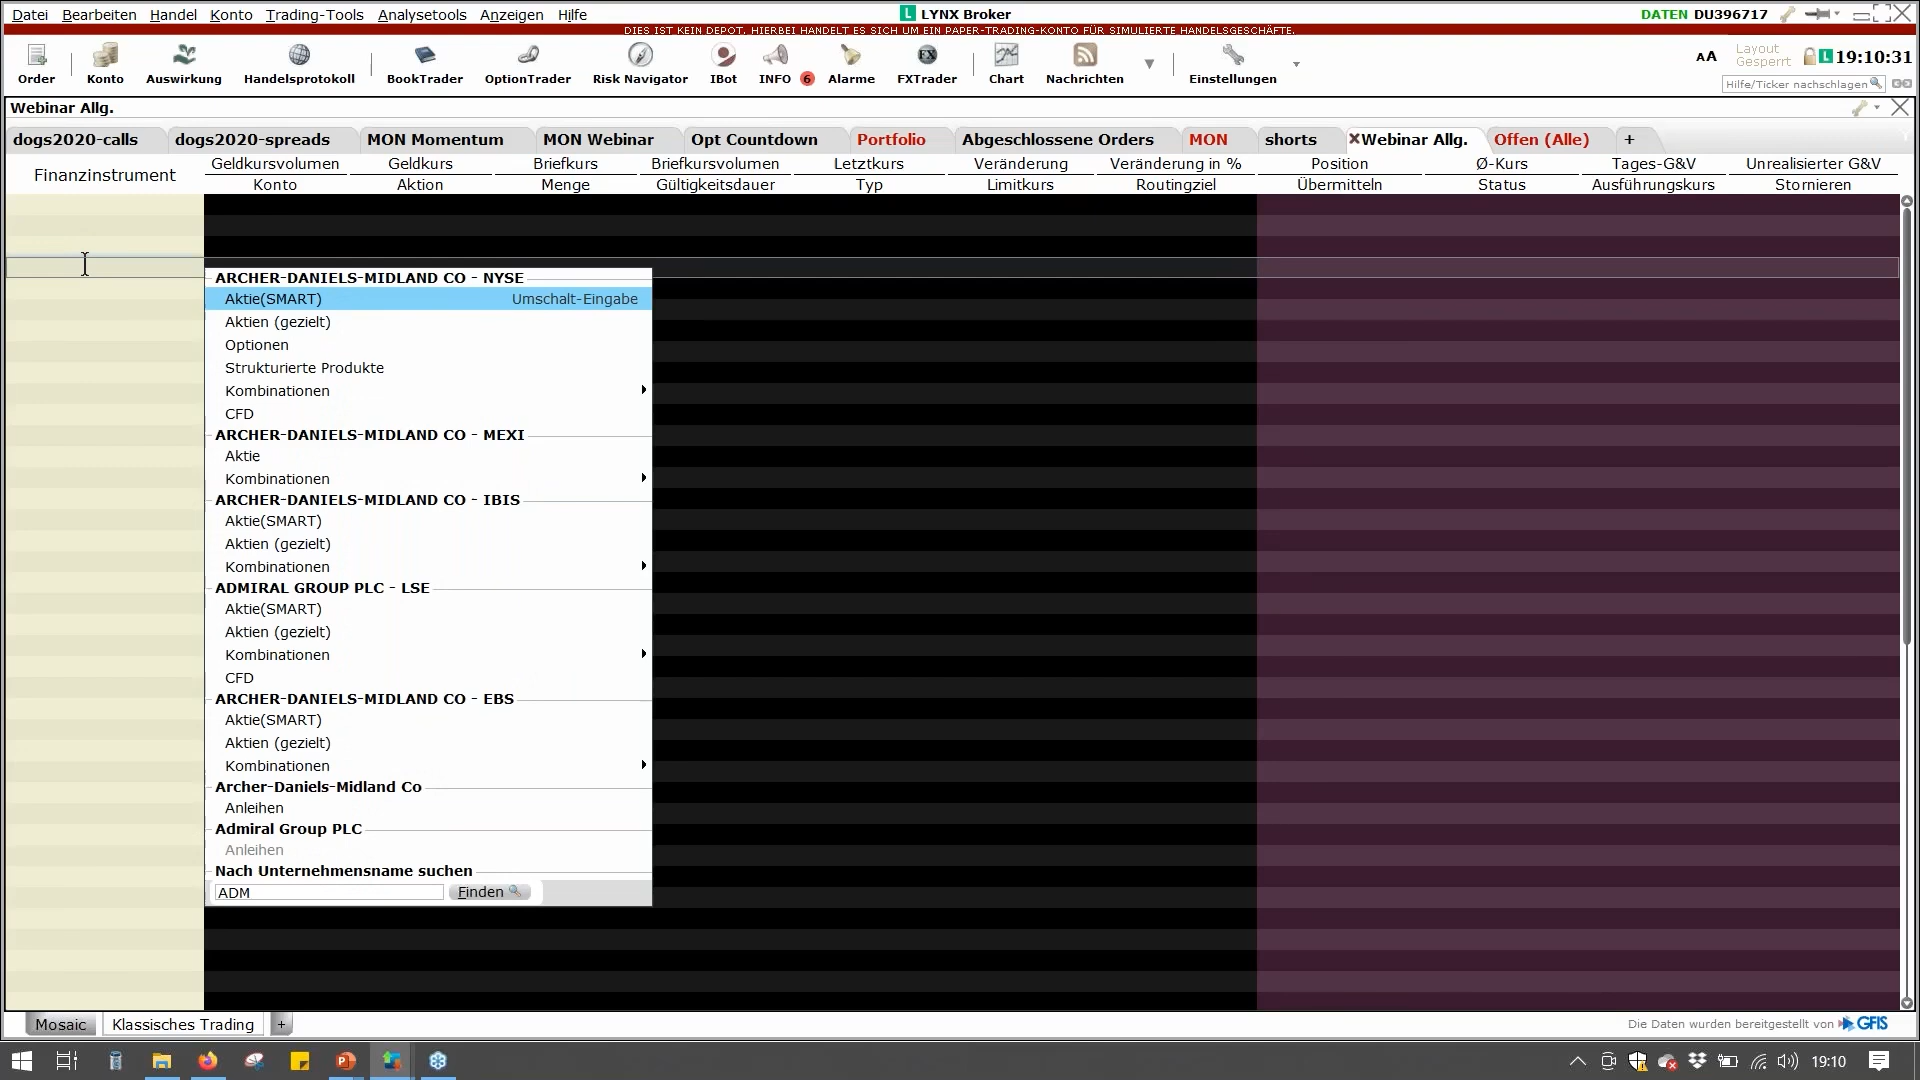 Datei Bearbeiten Handel Konto Trading-Tools Analysetools Anzeigen Hilfe L LYNX Broker DATEN DU396717
DIES IST KEIN DEPOT. HIERBEI HANDELT ES SICH UM EIN PAPER-TRADING-KONTO FÜR SIMULIERTE HANDELSGESCHÄFTE.
Order Konto Auswirkung Handelsprotokoll BookTrader OptionTrader Risk Navigator IBot INFO 6 Alarme FX FXTrader Chart Nachrichten Einstellungen AA Layout Gesperrt L 19:10:31
Hilfe/Ticker nachschlagen
Webinar Allg.
dogs2020-calls dogs2020-spreads MON Momentum MON Webinar Opt Countdown Portfolio Abgeschlossene Orders MON shorts Webinar Allg. Offen (Alle) +
Finanzinstrument Geldkursvolumen Geldkurs Briefkurs Briefkursvolumen Letztkurs Veränderung Veränderung in % Position Ø-Kurs Tages-G&V Unrealisierter G&V
Konto Aktion Menge Gültigkeitsdauer Typ Limitkurs Routingziel Übermitteln Status Ausführungskurs Stornieren
ARCHER-DANIELS-MIDLAND CO - NYSE
Aktie(SMART) Umschalt-Eingabe
Aktien (gezielt)
Optionen
Strukturierte Produkte
Kombinationen
CFD
ARCHER-DANIELS-MIDLAND CO - MEXI
Aktie
Kombinationen
ARCHER-DANIELS-MIDLAND CO - IBIS
Aktie(SMART)
Aktien (gezielt)
Kombinationen
ADMIRAL GROUP PLC - LSE
Aktie(SMART)
Aktien (gezielt)
Kombinationen
CFD
ARCHER-DANIELS-MIDLAND CO - EBS
Aktie(SMART)
Aktien (gezielt)
Kombinationen
Archer-Daniels-Midland Co
Anleihen
Admiral Group PLC
Anleihen
Nach Unternehmensname suchen
ADM Finden
Mosaic Klassisches Trading + Die Daten wurden bereitgestellt von GFIS
19:10